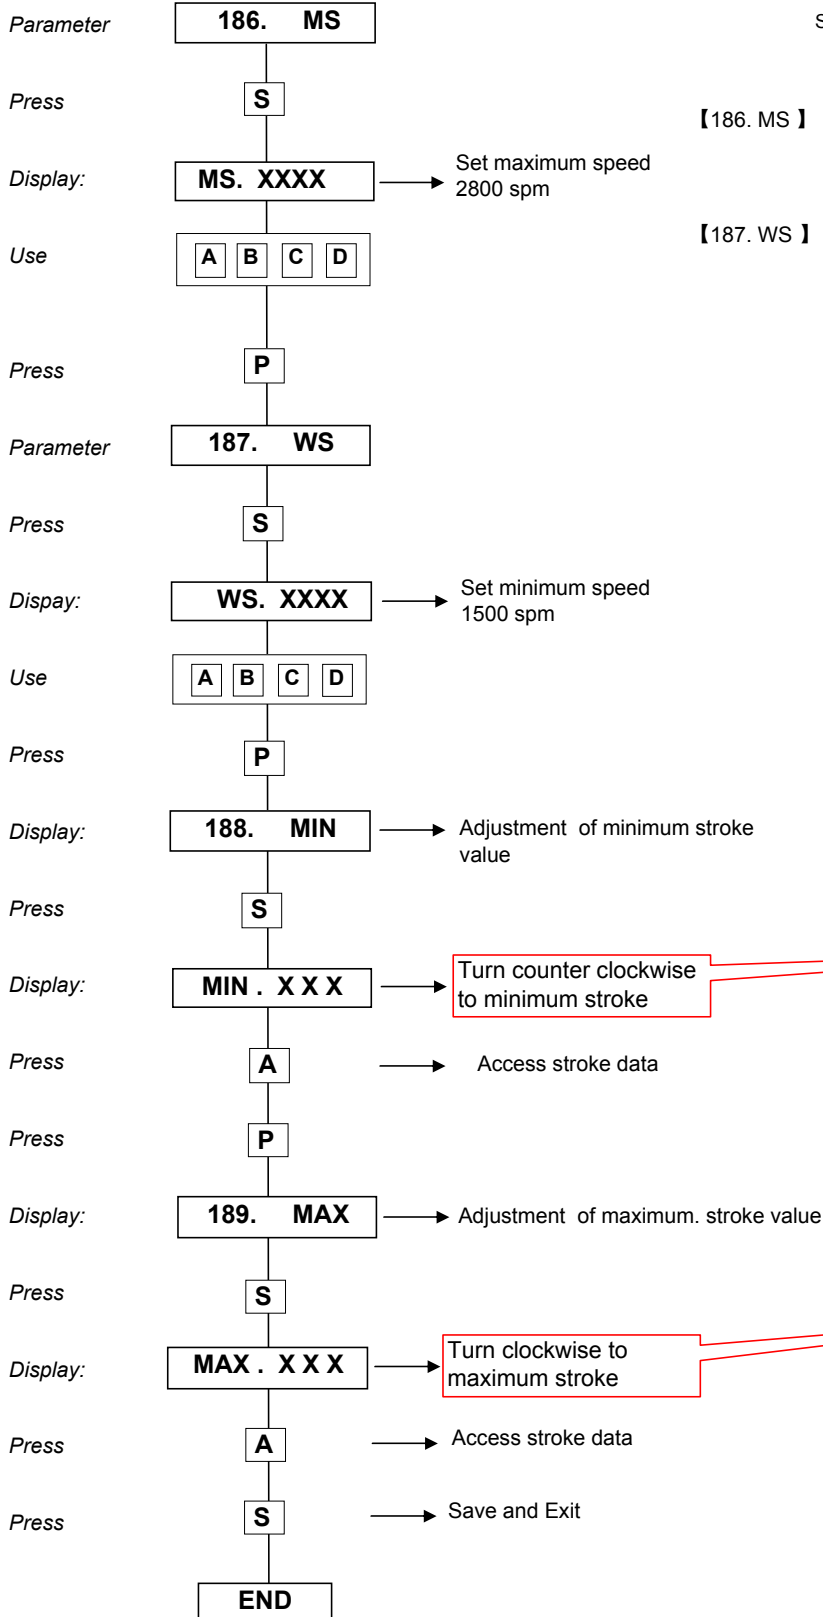 Parameter 186. MS S
Press S
【186. MS 】
Display: MS. XXXX Set maximum speed
2800 spm
【187. WS 】
Use A B C D
Press P
Parameter 187. WS
Press S
Dispay: WS. XXXX Set minimum speed
1500 spm
Use A B C D
Press P
Display: 188. MIN Adjustment of minimum stroke
value
Press S
Display: MIN . X X X Turn counter clockwise
to minimum stroke
Press A Access stroke data
Press P
Display: 189. MAX Adjustment of maximum. stroke value
Press S
Display: MAX . X X X Turn clockwise to
maximum stroke
Press A Access stroke data
Press S Save and Exit
END